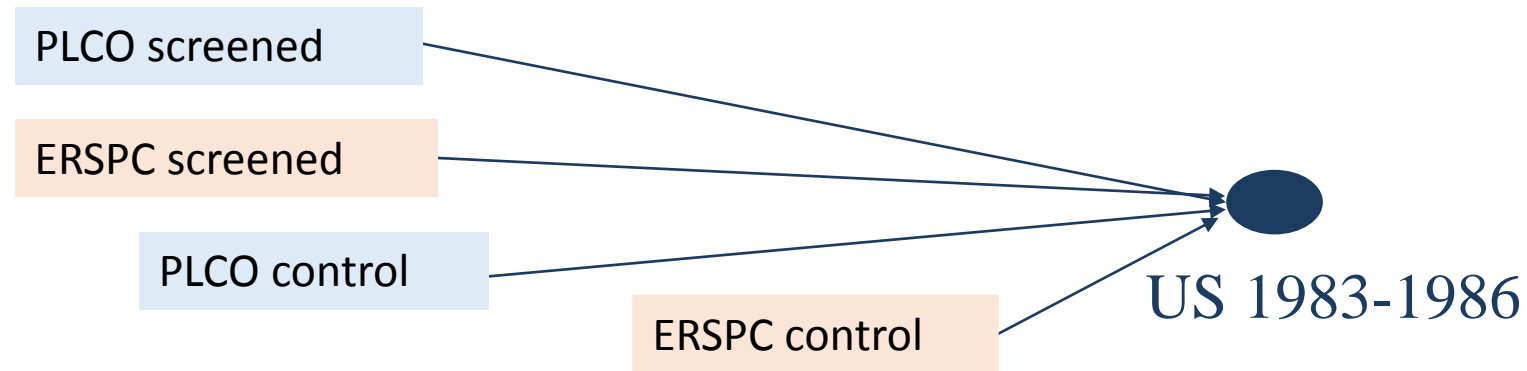 PLCO screened
ERSPC screened
PLCO control
US 1983-1986
ERSPC control